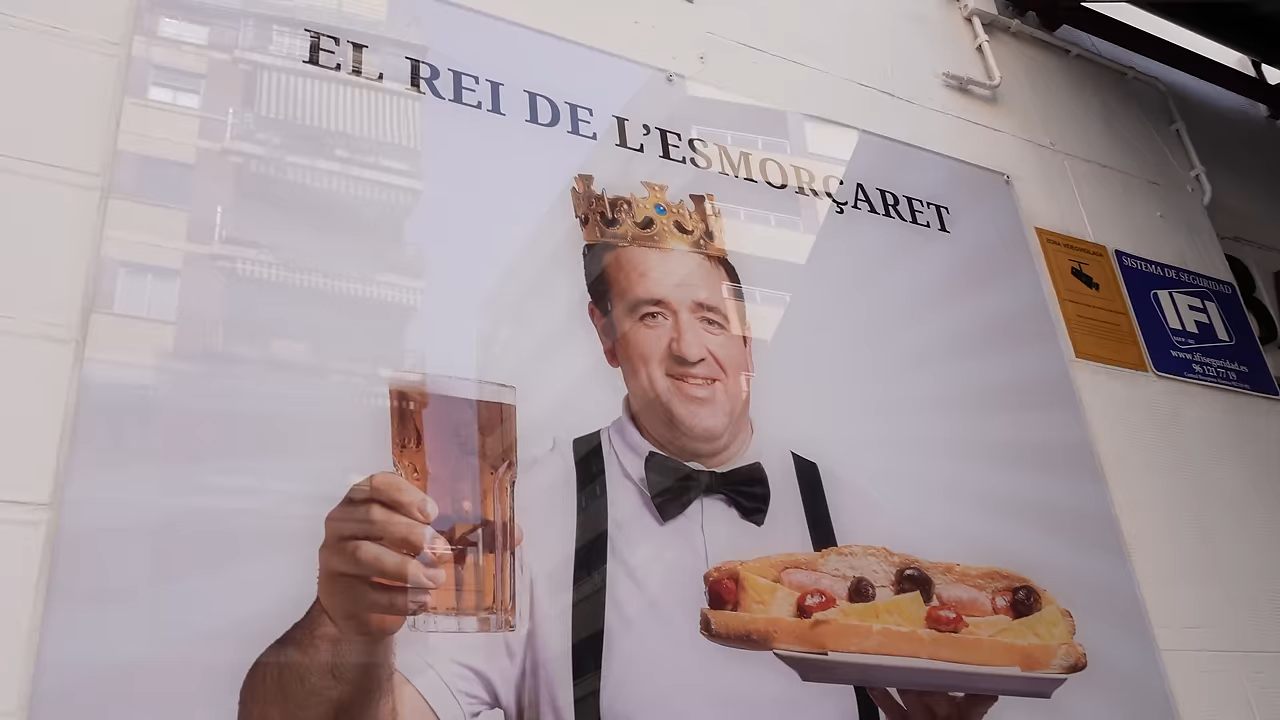 EL REI DE L'ESMORÇARET
ZONA VIDEOVIGILADA
SISTEMA DE SEGURIDAD
IFI
www.ifiseguridad.es
96 121 77 19